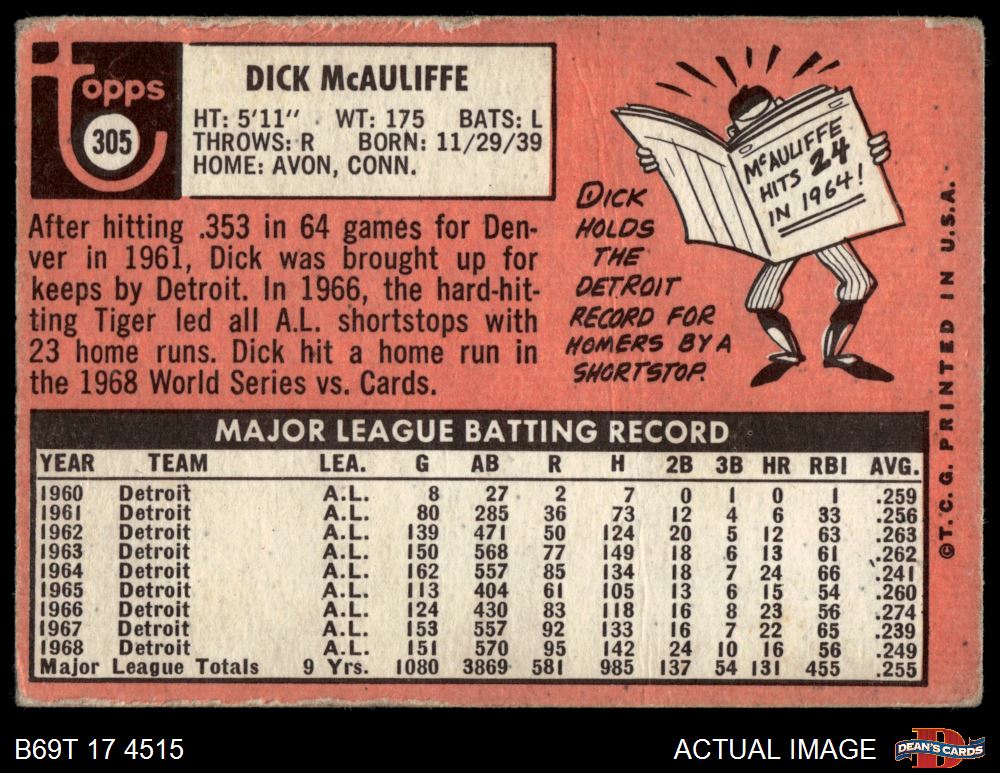 Topps
305
DICK McAULIFFE
HT: 5'11" WT: 175 BATS: L
THROWS: R BORN: 11/29/39
HOME: AVON, CONN.
After hitting .353 in 64 games for Den-
ver in 1961, Dick was brought up for
keeps by Detroit. In 1966, the hard-hit-
ting Tiger led all A.L. shortstops with
23 home runs. Dick hit a home run in
the 1968 World Series vs. Cards.
McAULIFFE
HITS 24
IN 1964!
DICK
HOLDS
THE
DETROIT
RECORD FOR
HOMERS BY A
SHORTSTOP.
©T.C.G. PRINTED IN U.S.A.
MAJOR LEAGUE BATTING RECORD
YEAR TEAM LEA. G AB R H 2B 3B HR RBI AVG.
1960 Detroit A.L. 8 27 2 7 0 1 0 1 .259
1961 Detroit A.L. 80 285 36 73 12 4 6 33 .256
1962 Detroit A.L. 139 471 50 124 20 5 12 63 .263
1963 Detroit A.L. 150 568 77 149 18 6 13 61 .262
1964 Detroit A.L. 162 557 85 134 18 7 24 66 .241
1965 Detroit A.L. 113 404 61 105 13 6 15 54 .260
1966 Detroit A.L. 124 430 83 118 16 8 23 56 .274
1967 Detroit A.L. 153 557 92 133 16 7 22 65 .239
1968 Detroit A.L. 151 570 95 142 24 10 16 56 .249
Major League Totals 9 Yrs. 1080 3869 581 985 137 54 131 455 .255
B69T 17 4515
ACTUAL IMAGE
D
DEAN'S CARDS